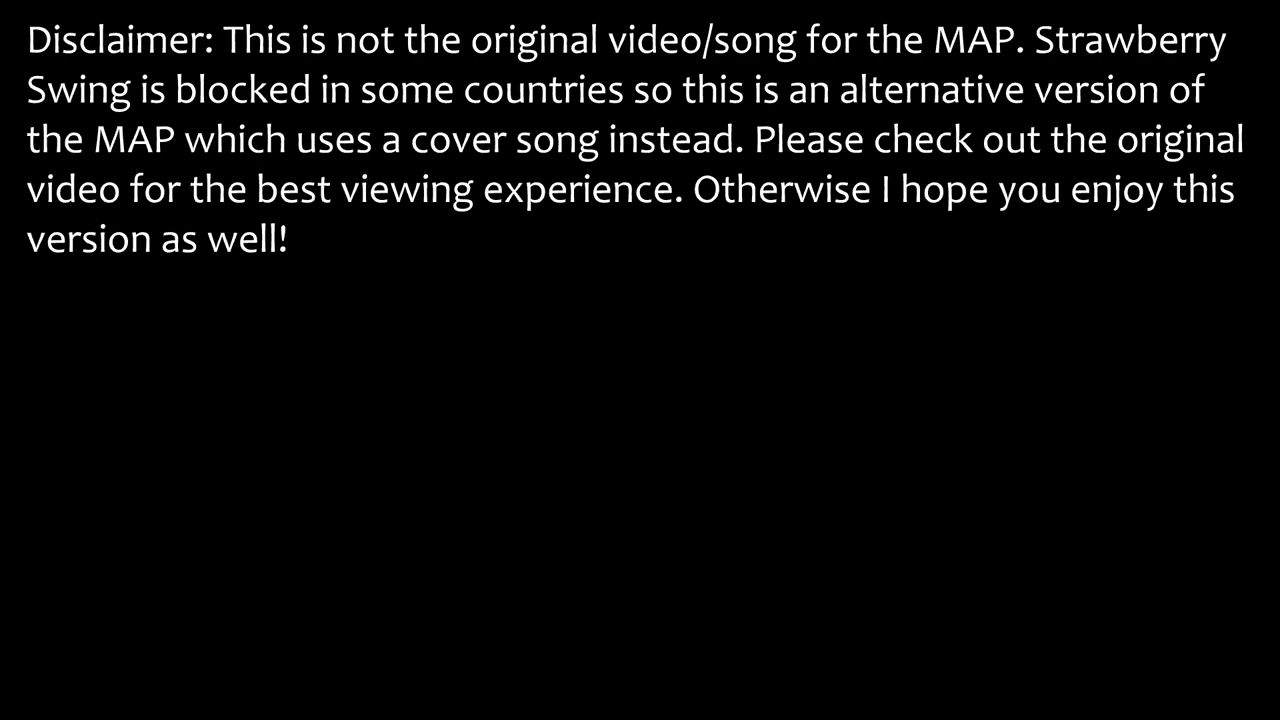 Disclaimer: This is not the original video/song for the MAP. Strawberry
Swing is blocked in some countries so this is an alternative version of
the MAP which uses a cover song instead. Please check out the original
video for the best viewing experience. Otherwise I hope you enjoy this
version as well!